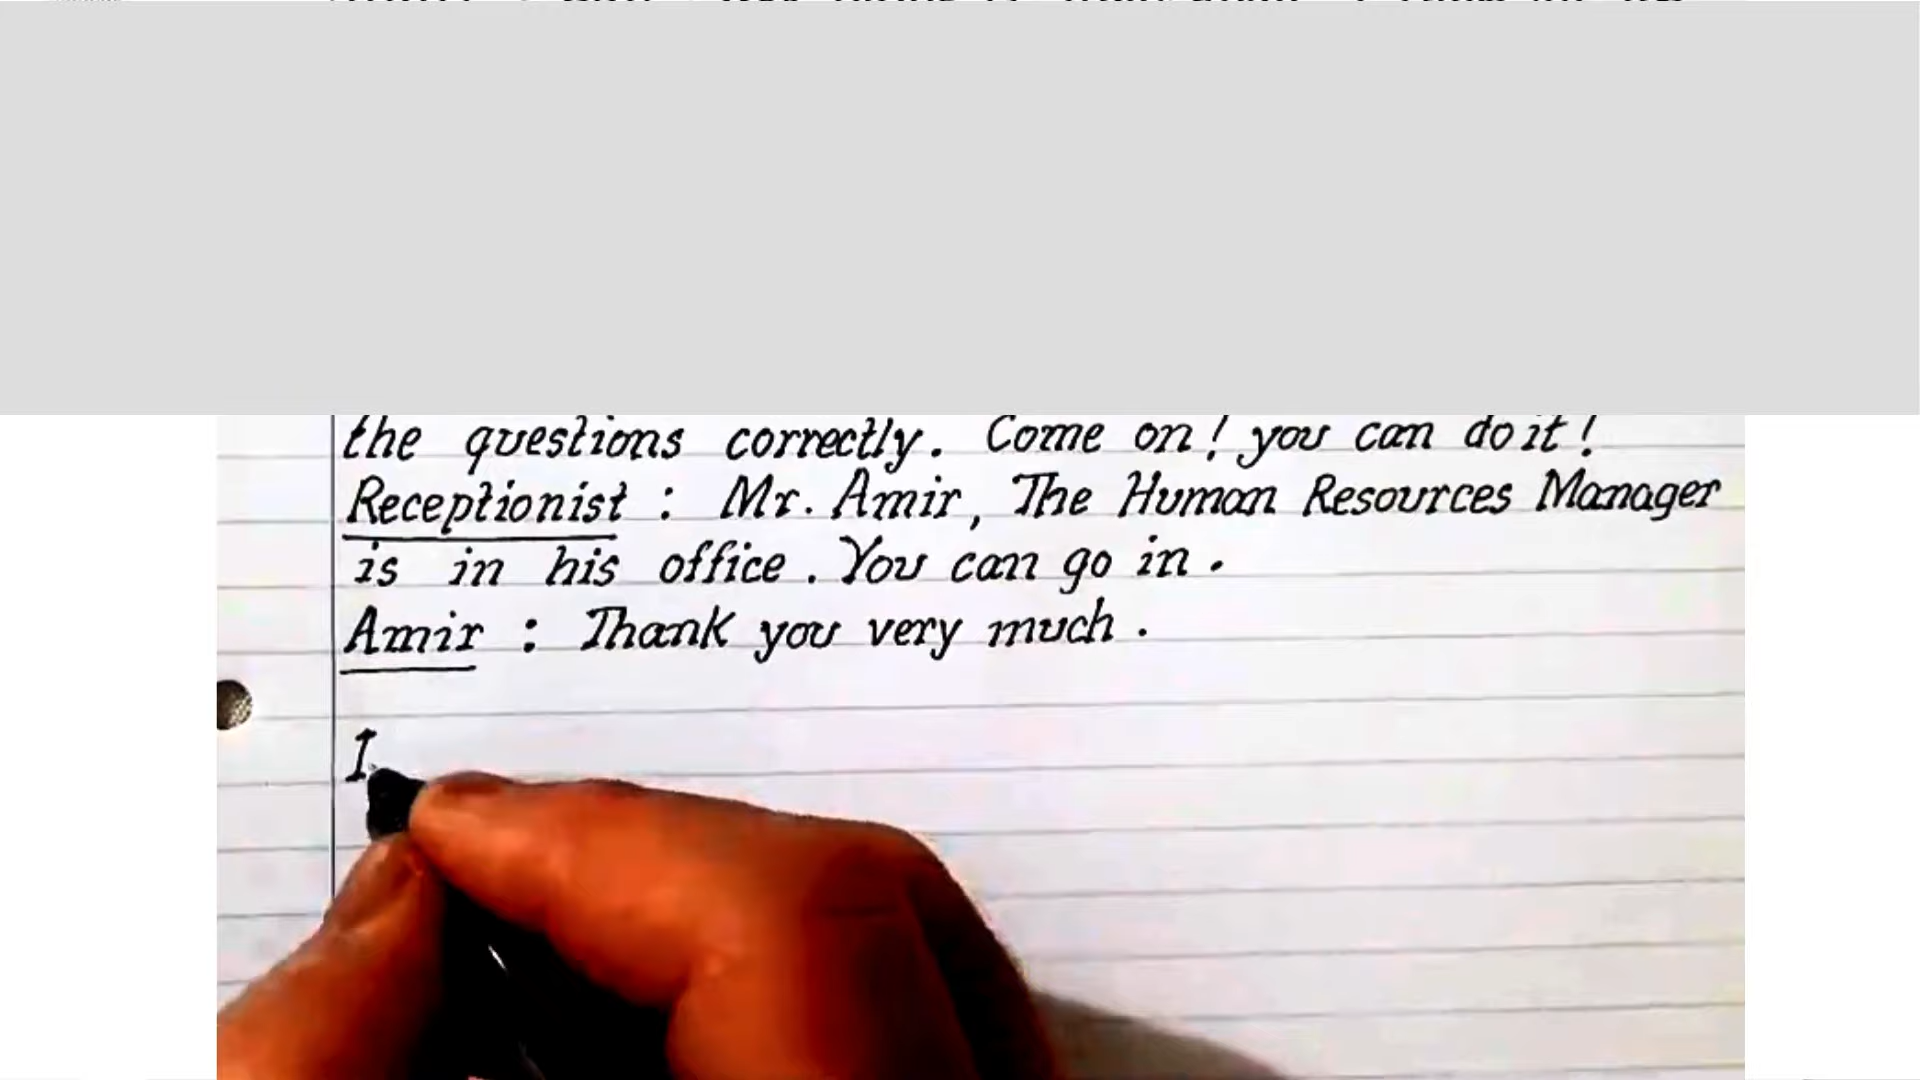 the questions correctly. Come on! you can do it!
Receptionist : Mr. Amir, The Human Resources Manager
is in his office. You can go in.
Amir : Thank you very much.
I